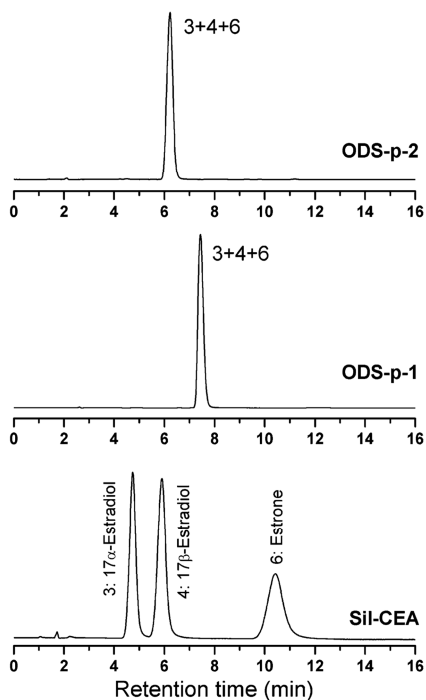 3+4+6
ODS-p-2
0 2 4 6 8 10 12 14 16
3+4+6
ODS-p-1
0 2 4 6 8 10 12 14 16
3: 17α-Estradiol
4: 17β-Estradiol
6: Estrone
Sil-CEA
0 2 4 6 8 10 12 14 16
Retention time (min)